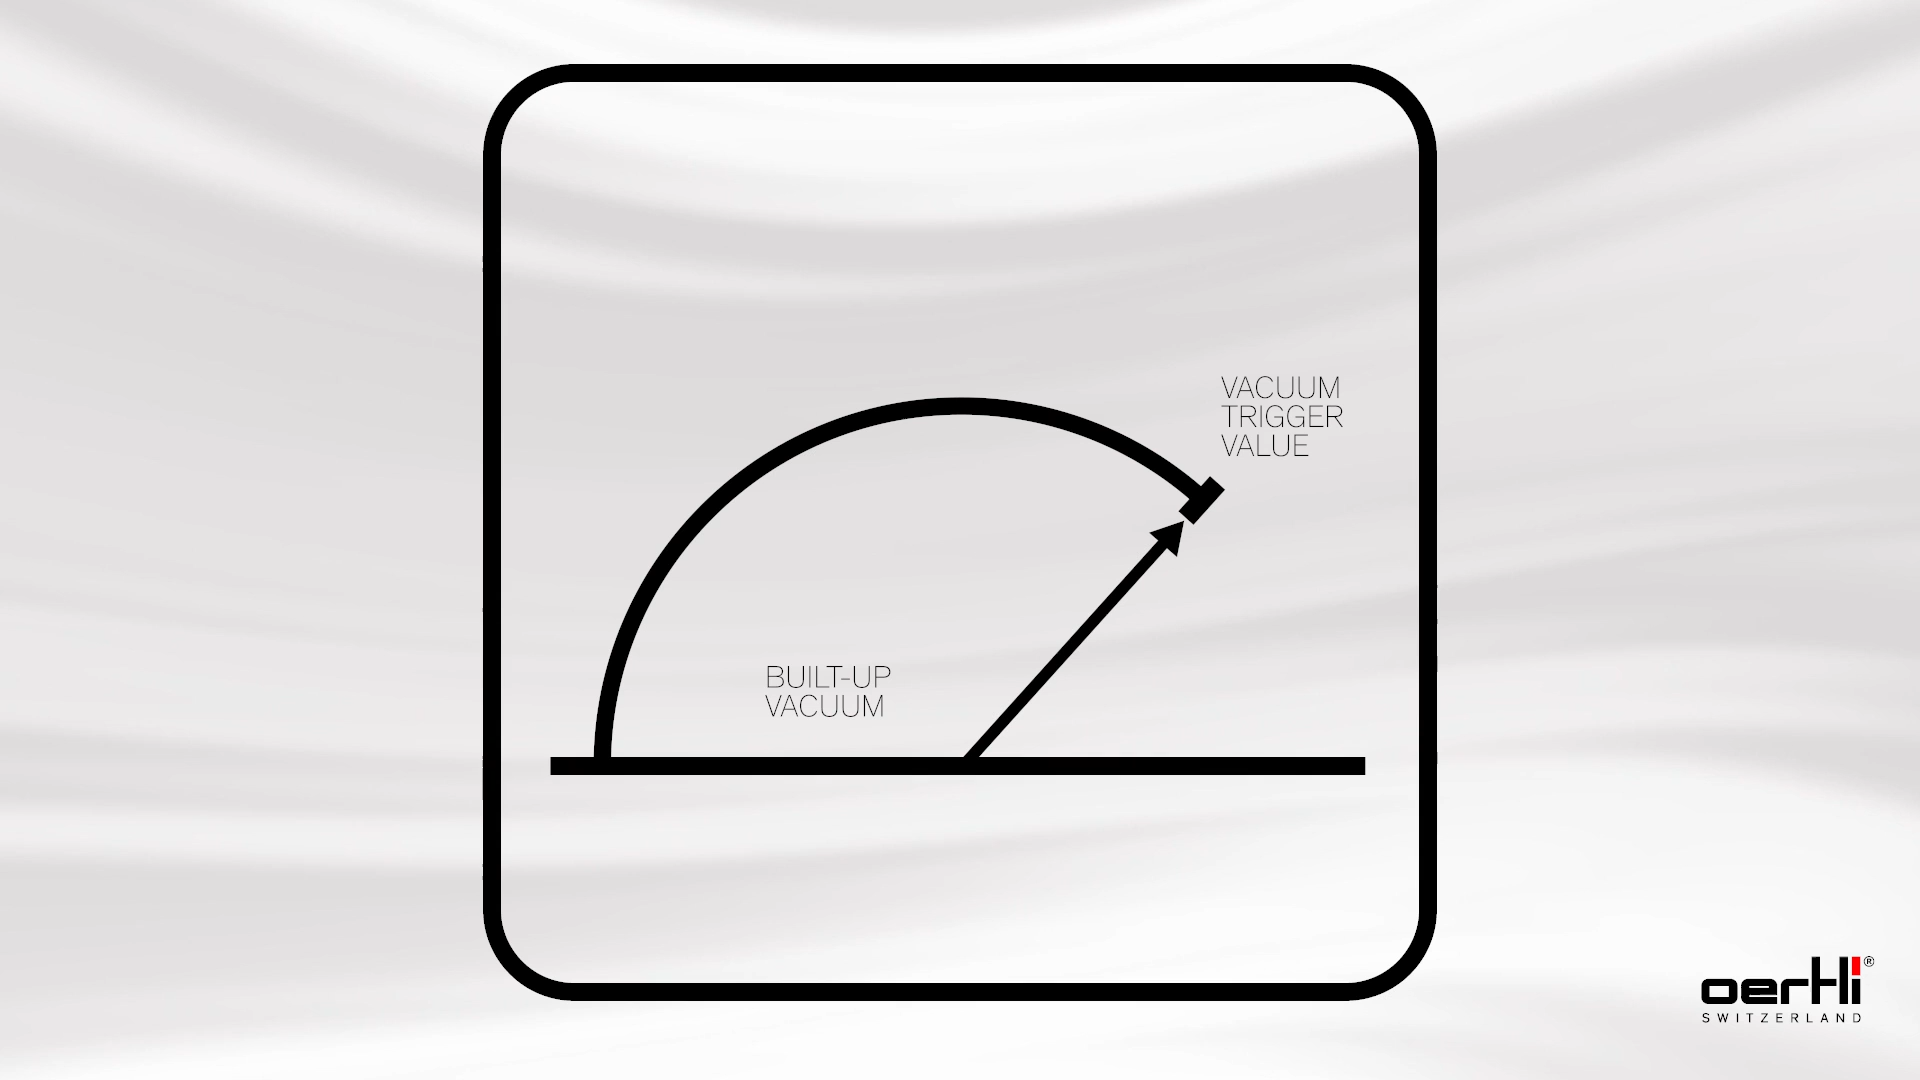 VACUUM
TRIGGER
VALUE
BUILT-UP
VACUUM
oertli®
SWITZERLAND